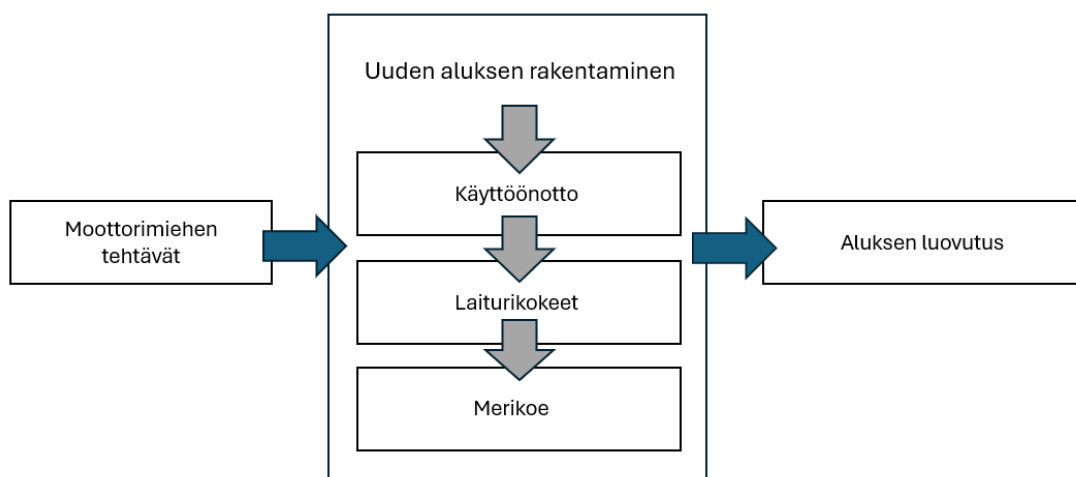 Uuden aluksen rakentaminen
Käyttöönotto
Moottorimiehen
tehtävät
Laiturikokeet
Merikoe
Aluksen luovutus